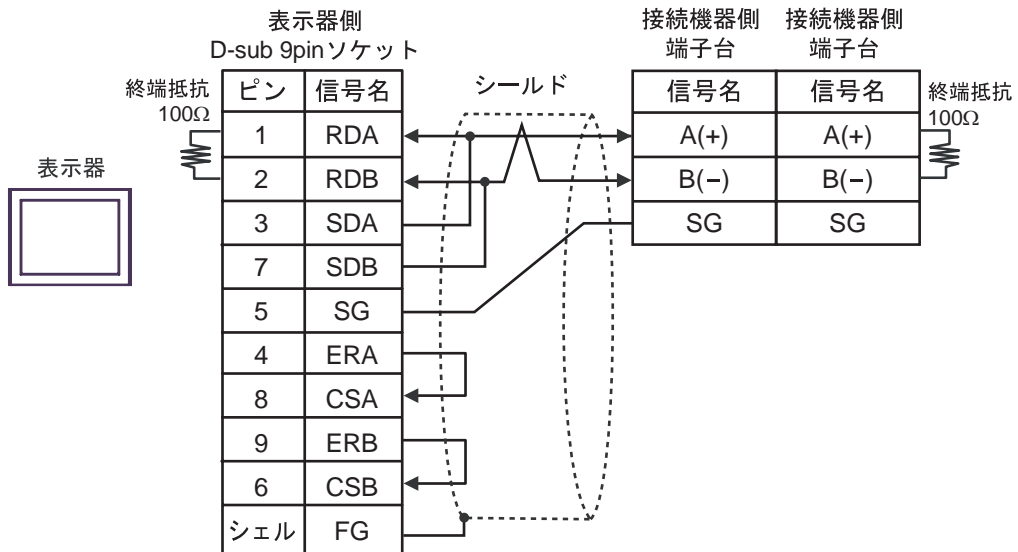 表示器側
D-sub 9pinソケット
接続機器側
端子台
接続機器側
端子台
終端抵抗
100Ω
ピン 信号名
シールド
信号名 信号名
終端抵抗
100Ω
1 RDA
A(+) A(+)
表示器
2 RDB
B(−) B(−)
3 SDA
SG SG
7 SDB
5 SG
4 ERA
8 CSA
9 ERB
6 CSB
シェル FG